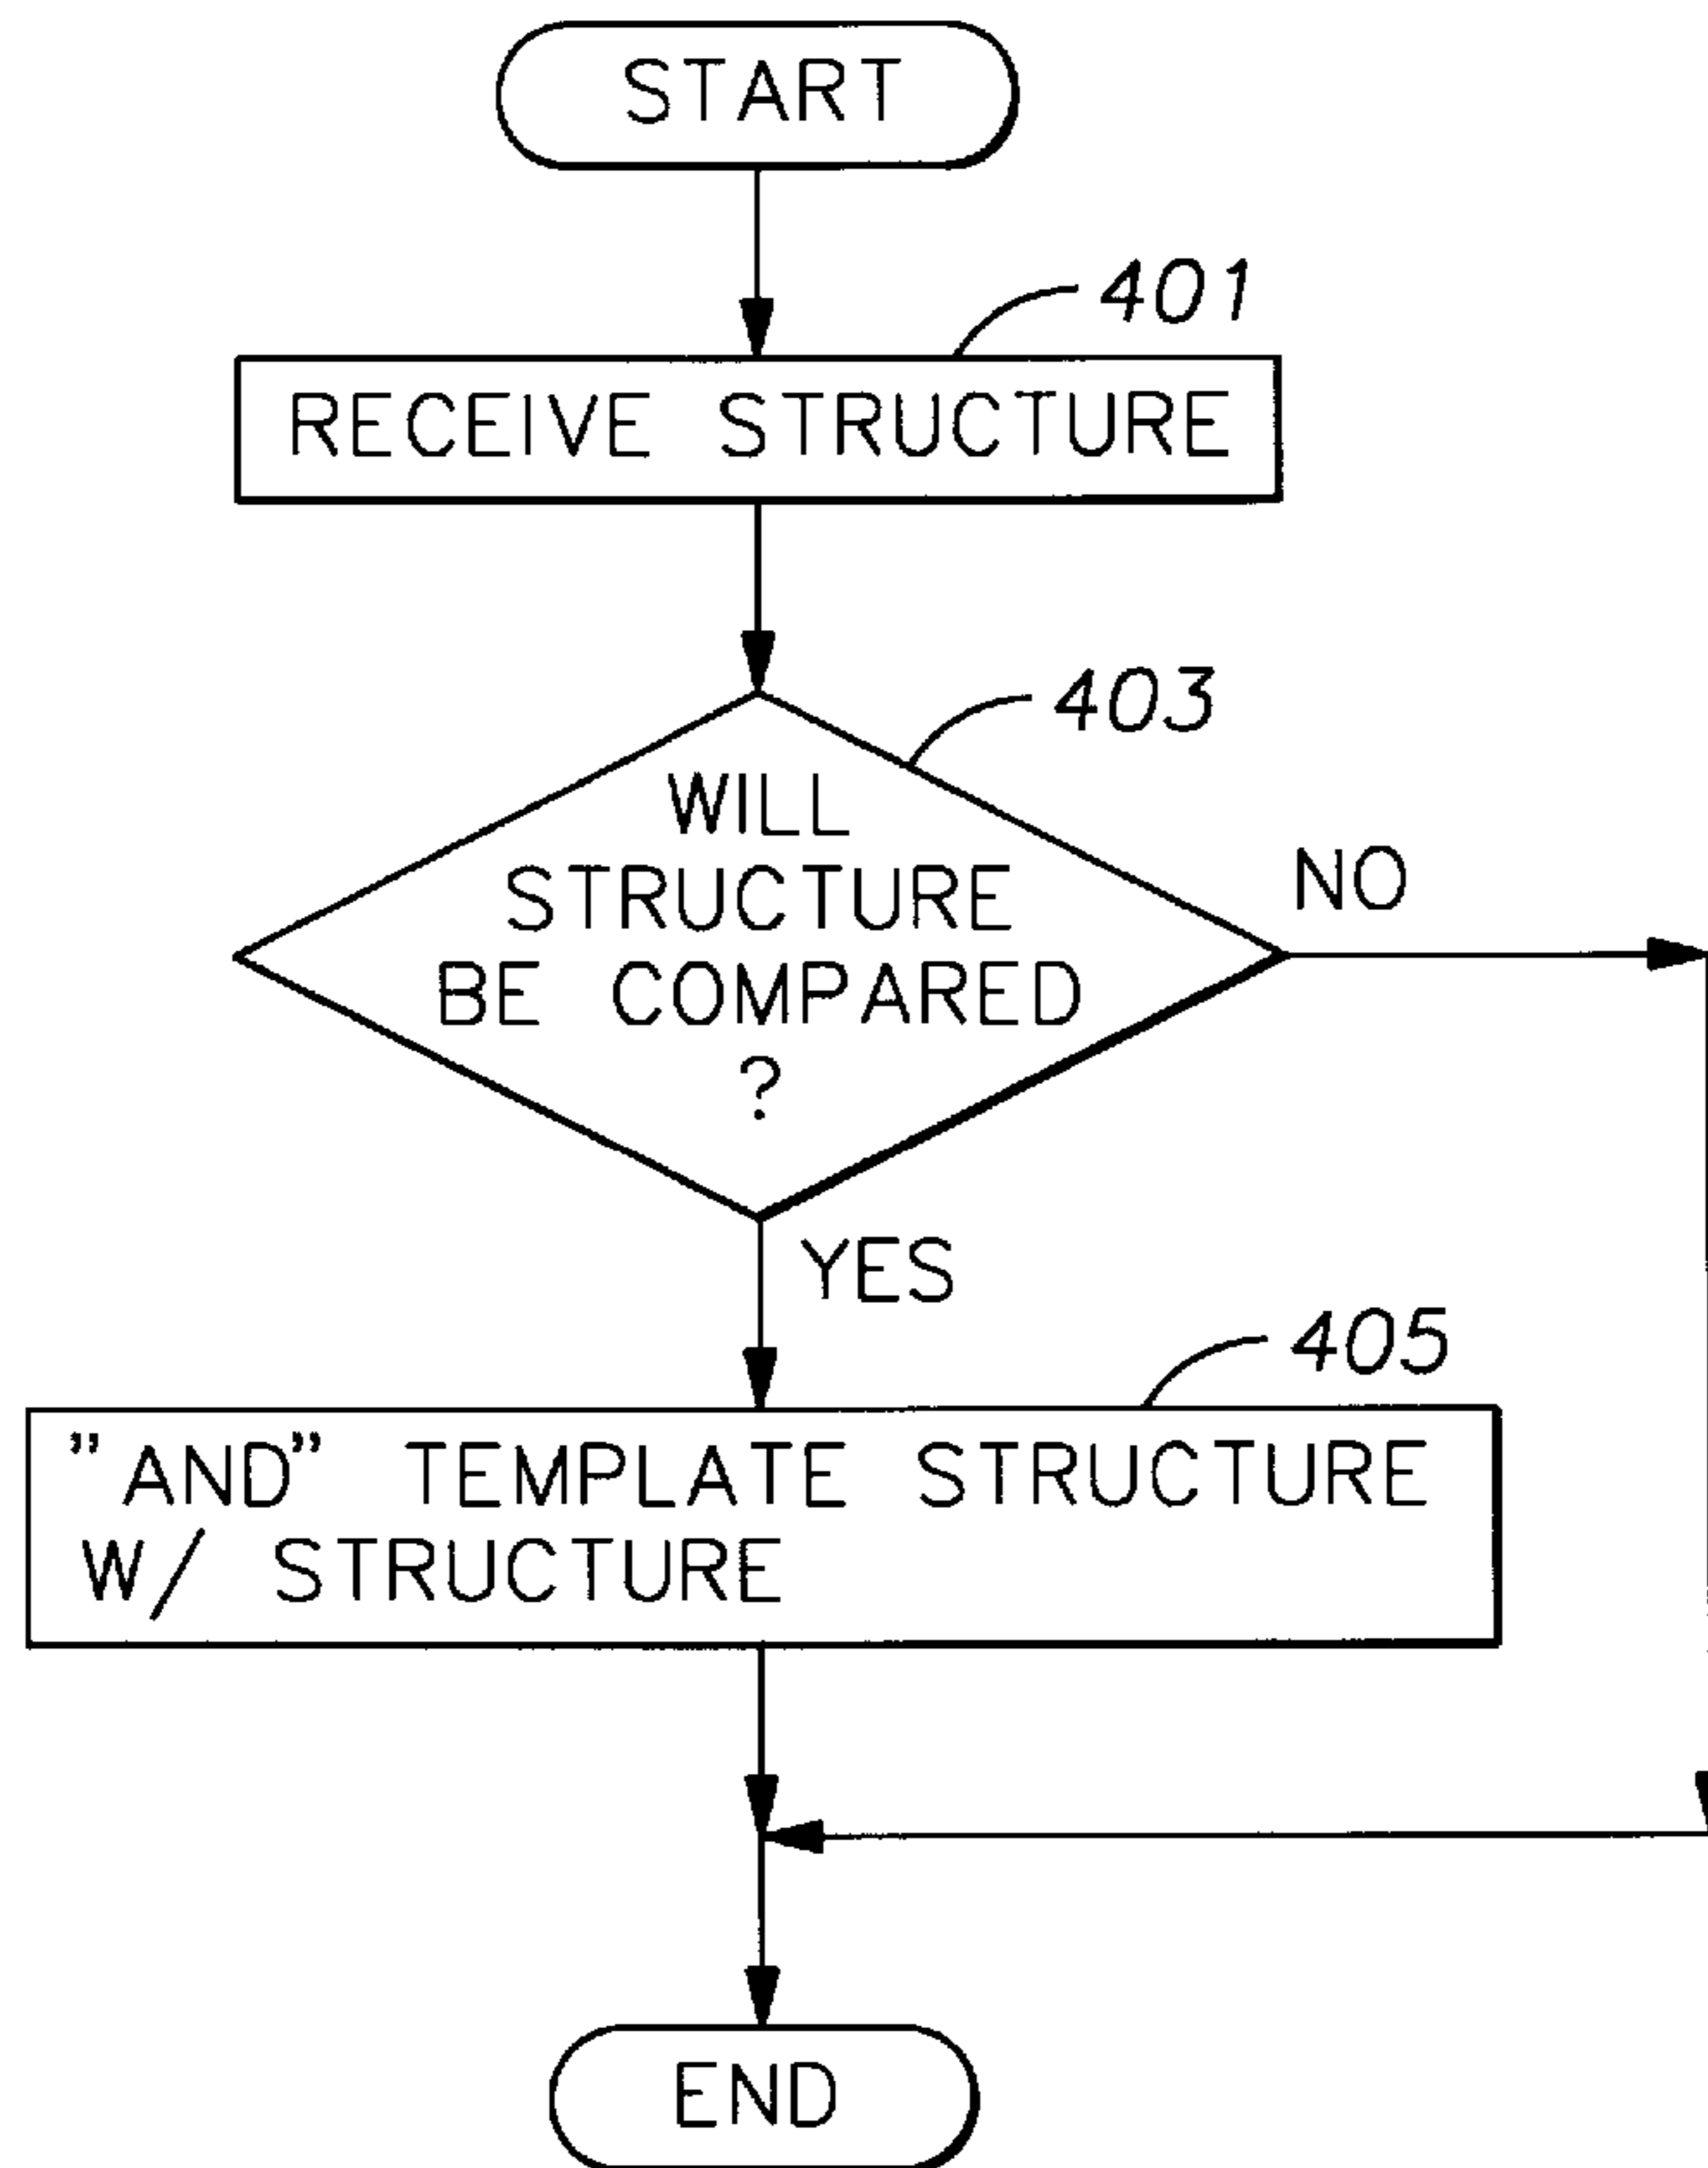 START
401
RECEIVE STRUCTURE
403
WILL
STRUCTURE
BE COMPARED
?
NO
YES
405
”AND” TEMPLATE STRUCTURE
W/ STRUCTURE
END